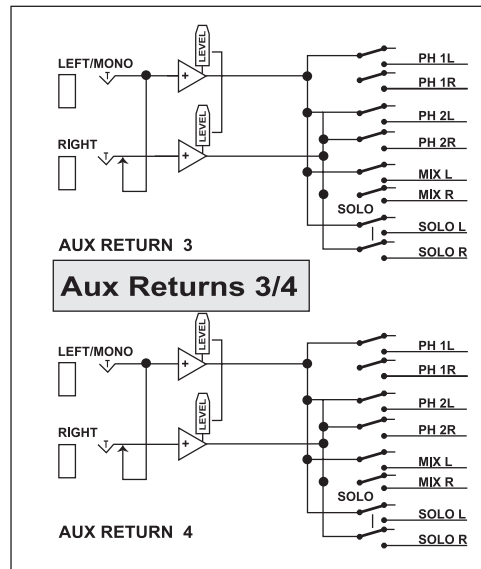 LEFT/MONO
T
+
LEVEL
PH 1L
PH 1R
PH 2L
RIGHT
T
+
LEVEL
PH 2R
MIX L
MIX R
SOLO
SOLO L
AUX RETURN 3
SOLO R
Aux Returns 3/4
LEFT/MONO
T
+
LEVEL
PH 1L
PH 1R
PH 2L
RIGHT
T
+
LEVEL
PH 2R
MIX L
MIX R
SOLO
SOLO L
AUX RETURN 4
SOLO R